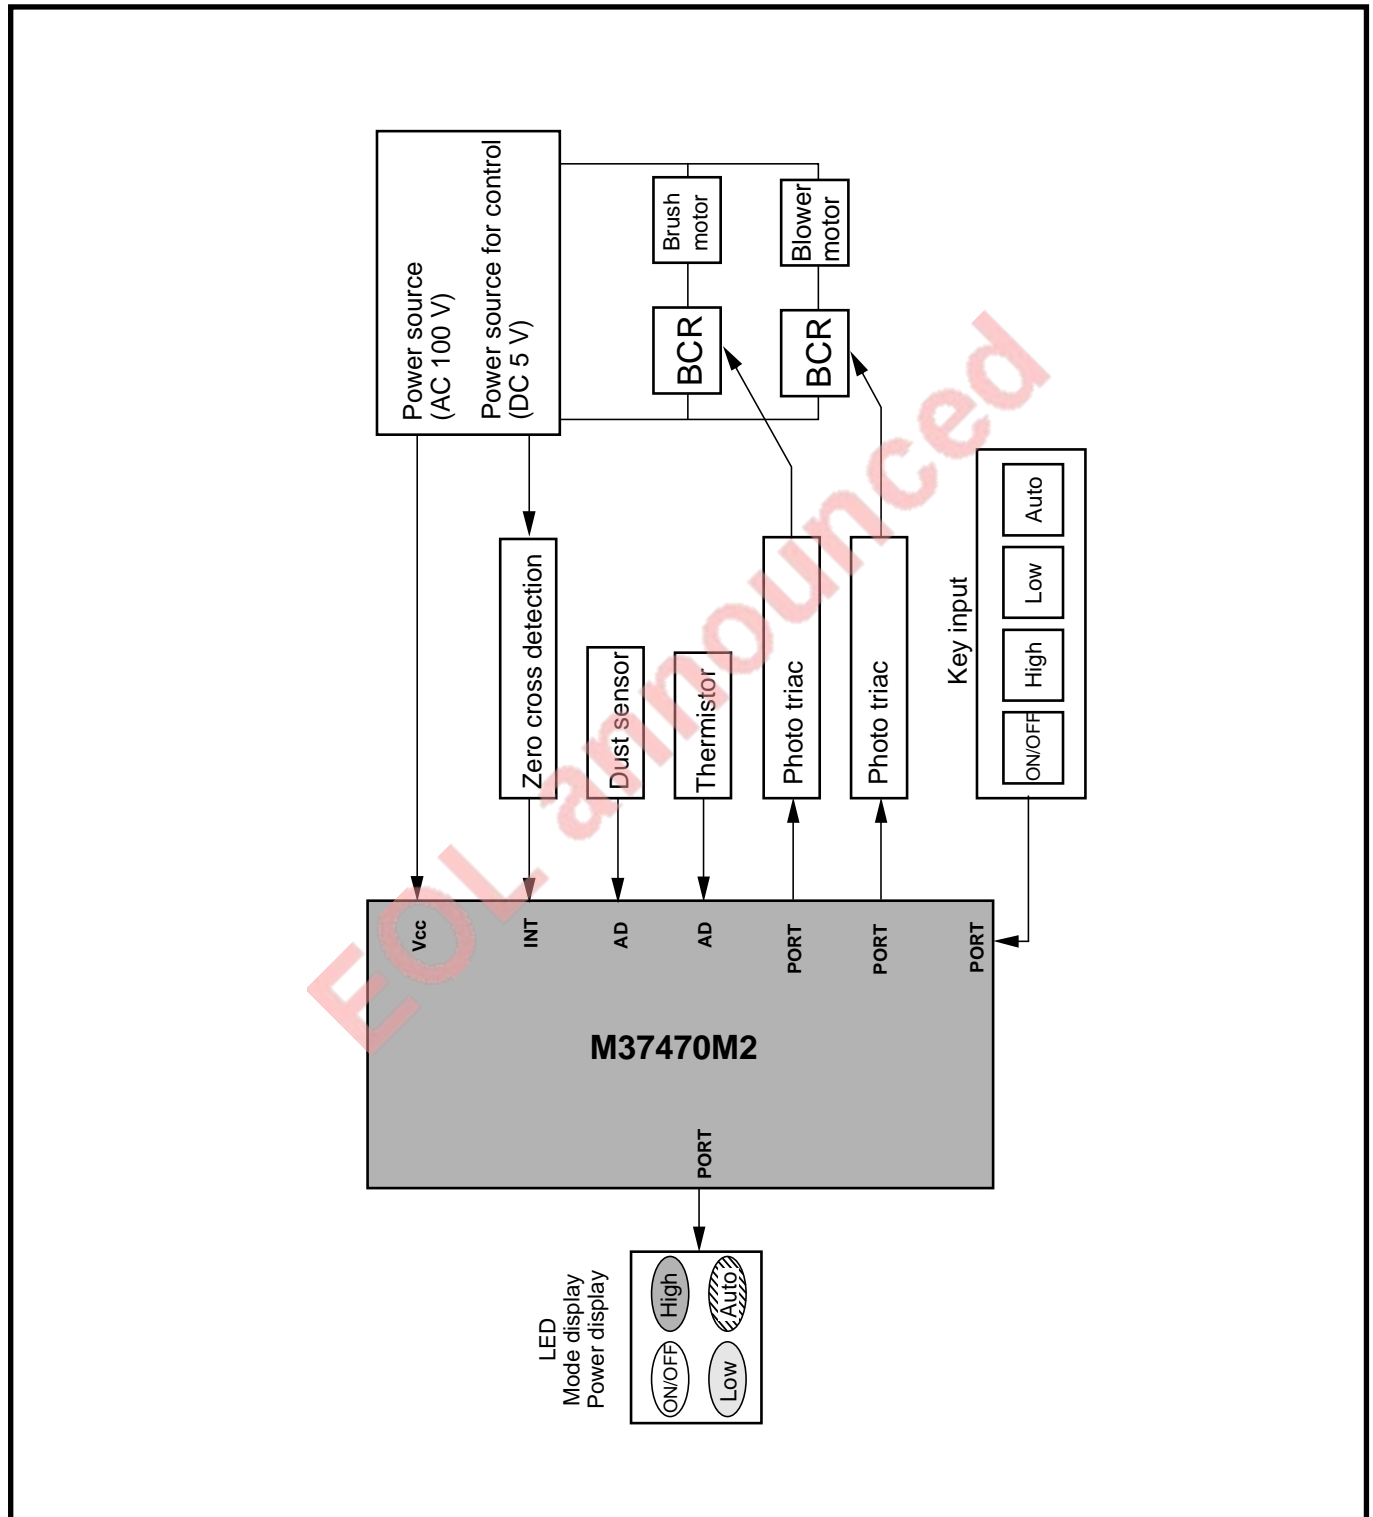 Power source
(AC 100 V)
Power source for control
(DC 5 V)
Brush
motor
Blower
motor
BCR
BCR
Zero cross detection
Dust sensor
Thermistor
Photo triac
Photo triac
Key input
ON/OFF
High
Low
Auto
Vcc
INT
AD
AD
PORT
PORT
PORT
M37470M2
PORT
LED
Mode display
Power display
ON/OFF
High
Low
Auto
EOL announced